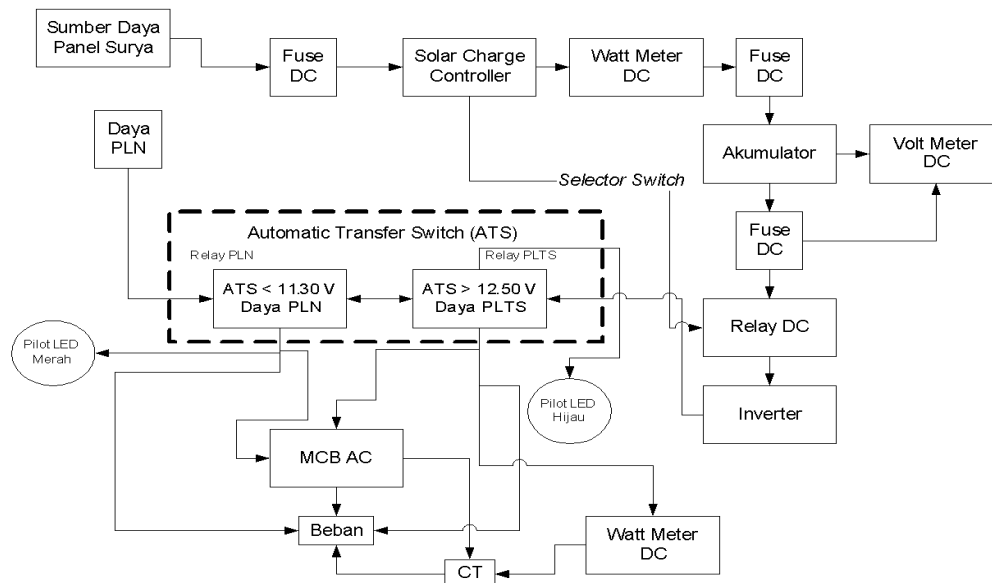 Sumber Daya
Panel Surya
Fuse
DC
Solar Charge
Controller
Watt Meter
DC
Fuse
DC
Daya
PLN
Akumulator
Volt Meter
DC
Selector Switch
Fuse
DC
Automatic Transfer Switch (ATS)
Relay PLN
Relay PLTS
ATS < 11.30 V
Daya PLN
ATS > 12.50 V
Daya PLTS
Relay DC
Pilot LED
Merah
Pilot LED
Hijau
Inverter
MCB AC
Beban
Watt Meter
DC
CT